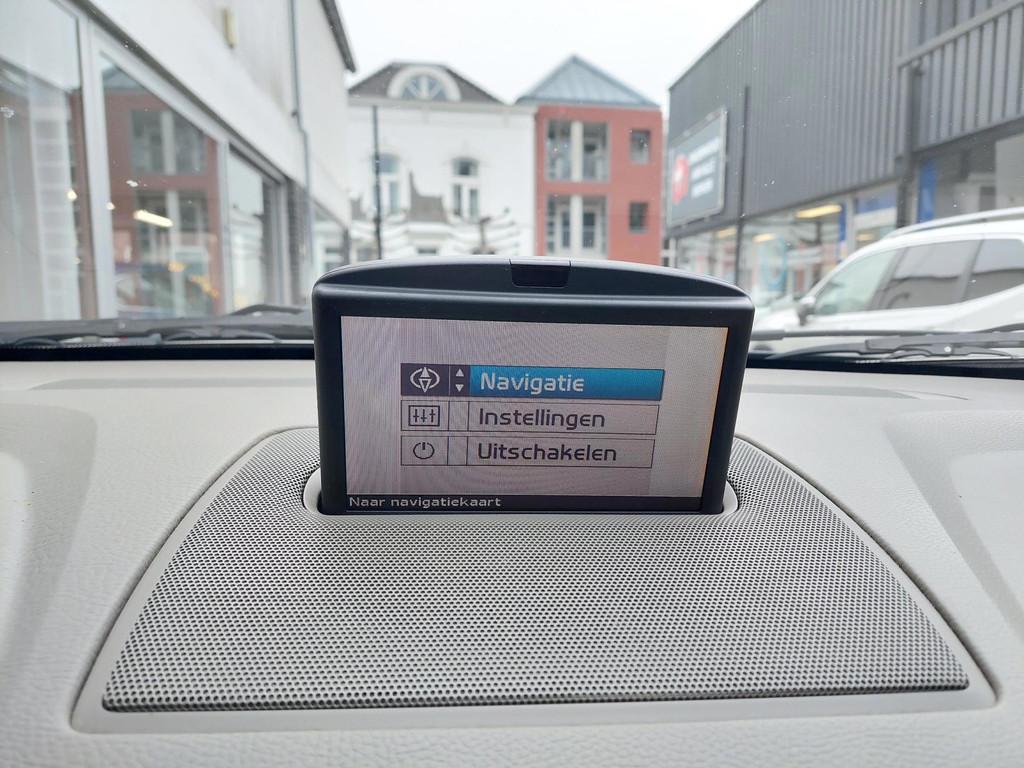 Navigatie
Instellingen
Uitschakelen
Naar navigatiekaart